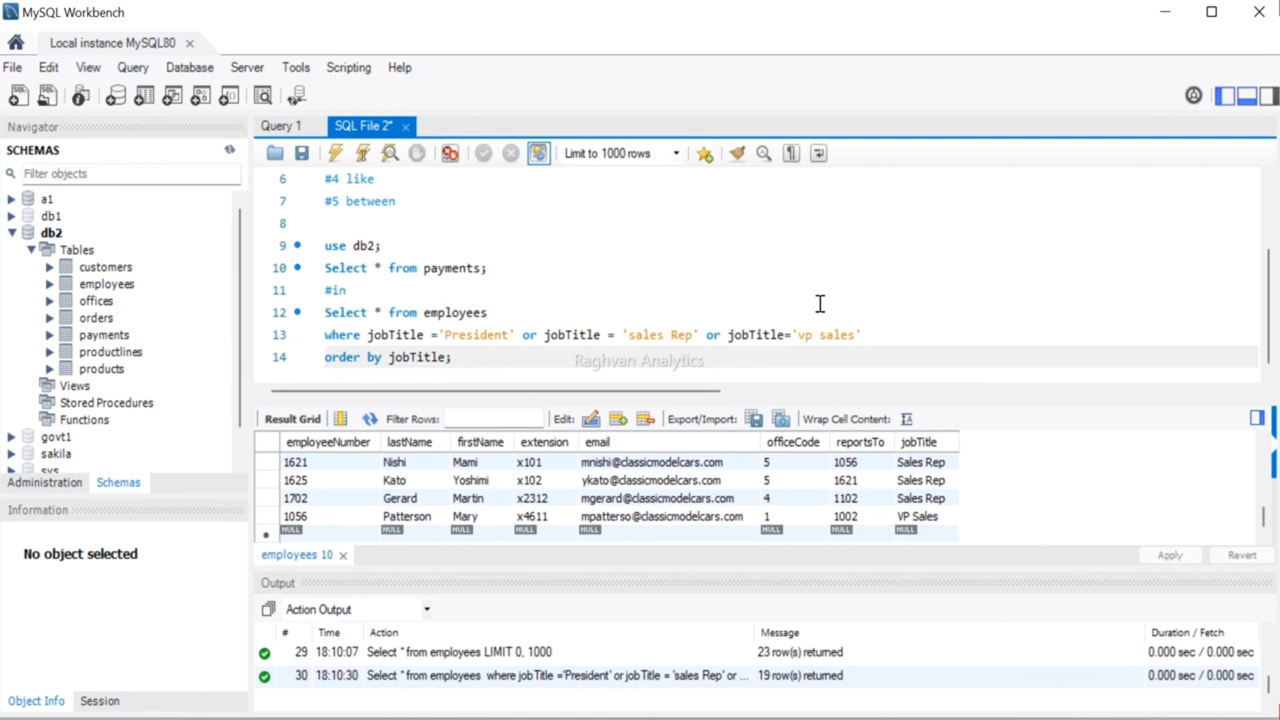 MySQL Workbench
Local instance MySQL80
File Edit View Query Database Server Tools Scripting Help
Navigator
Query 1 SQL File 2*
SCHEMAS
Limit to 1000 rows
Filter objects
a1
db1
db2
Tables
customers
employees
offices
orders
payments
productlines
products
Views
Stored Procedures
Functions
govt1
sakila
sys
6 #4 like
7 #5 between
8
9 use db2;
10 Select * from payments;
11 #in
12 Select * from employees
13 where jobTitle ='President' or jobTitle = 'sales Rep' or jobTitle='vp sales'
14 order by jobTitle;
Raghvan Analytics
Result Grid Filter Rows: Edit: Export/Import: Wrap Cell Content:
employeeNumber lastName firstName extension email officeCode reportsTo jobTitle
1621 Nishi Mami x101 mnishi@classicmodelcars.com 5 1056 Sales Rep
1625 Kato Yoshimi x102 ykato@classicmodelcars.com 5 1621 Sales Rep
1702 Gerard Martin x2312 mgerard@classicmodelcars.com 4 1102 Sales Rep
1056 Patterson Mary x4611 mpatterso@classicmodelcars.com 1 1002 VP Sales
NULL NULL NULL NULL NULL NULL NULL NULL
Administration Schemas
Information
No object selected
employees 10 Apply Revert
Output
Action Output
# Time Action Message Duration / Fetch
29 18:10:07 Select * from employees LIMIT 0, 1000 23 row(s) returned 0.000 sec / 0.000 sec
30 18:10:30 Select * from employees where jobTitle ='President' or jobTitle = 'sales Rep' or ... 19 row(s) returned 0.000 sec / 0.000 sec
Object Info Session